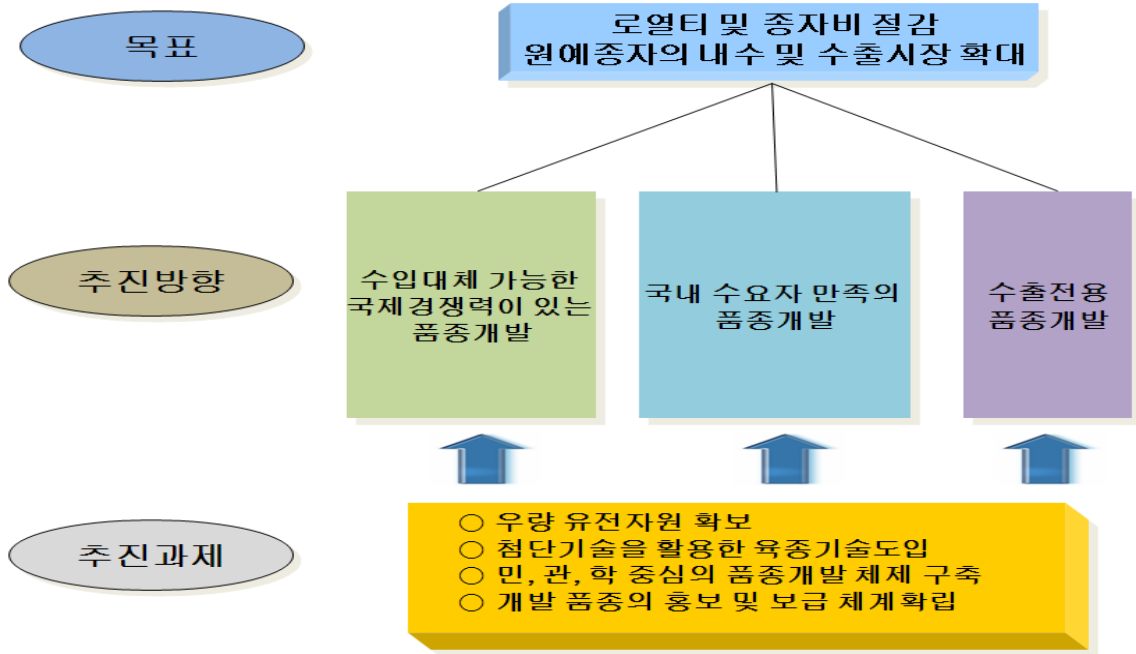 목표
로열티 및 종자비 절감
원예종자의 내수 및 수출시장 확대
추진방향
수입대체 가능한
국제경쟁력이 있는
품종개발
국내 수요자 만족의
품종개발
수출전용
품종개발
추진과제
○ 우량 유전자원 확보
○ 첨단기술을 활용한 육종기술도입
○ 민, 관, 학 중심의 품종개발 체제 구축
○ 개발 품종의 홍보 및 보급 체계확립